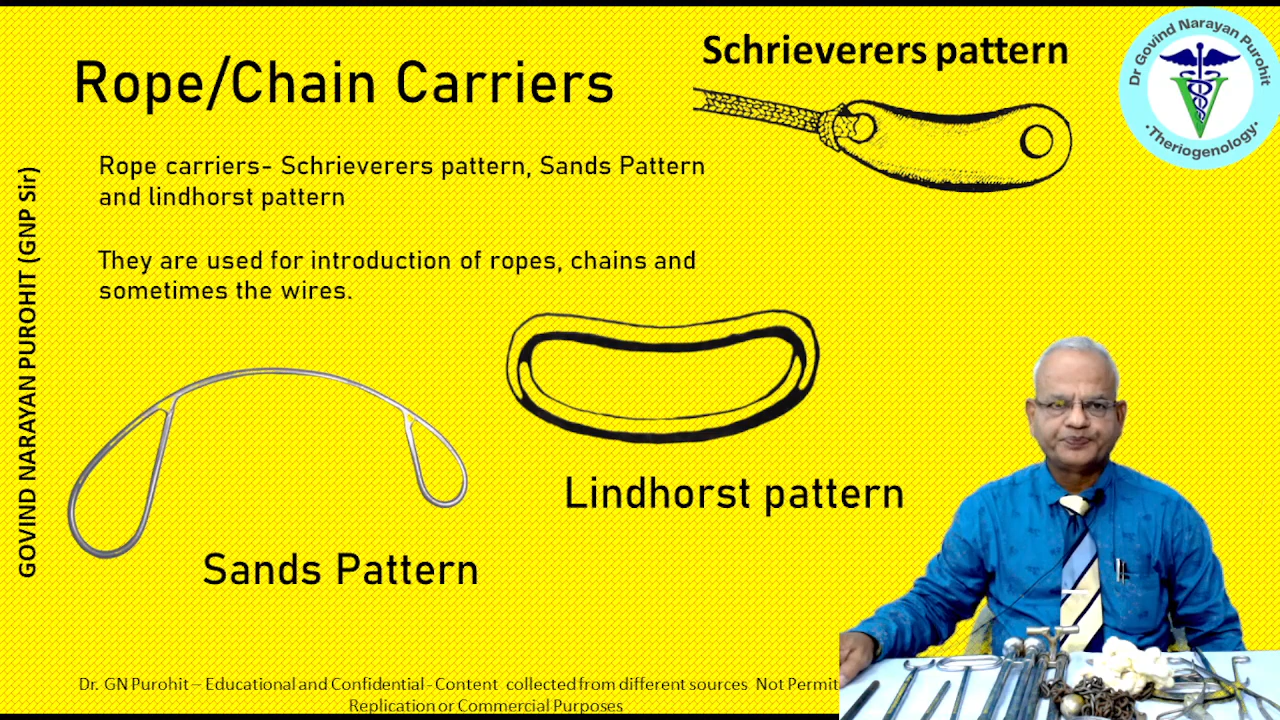 Rope/Chain Carriers
Schrieverers pattern
Dr Govind Narayan Purohit
V
·Theriogenology·
Rope carriers- Schrieverers pattern, Sands Pattern
and lindhorst pattern
They are used for introduction of ropes, chains and
sometimes the wires.
GOVIND NARAYAN PUROHIT (GNP Sir)
Lindhorst pattern
Sands Pattern
Dr. GN Purohit – Educational and Confidential - Content collected from different sources Not Permit
Replication or Commercial Purposes